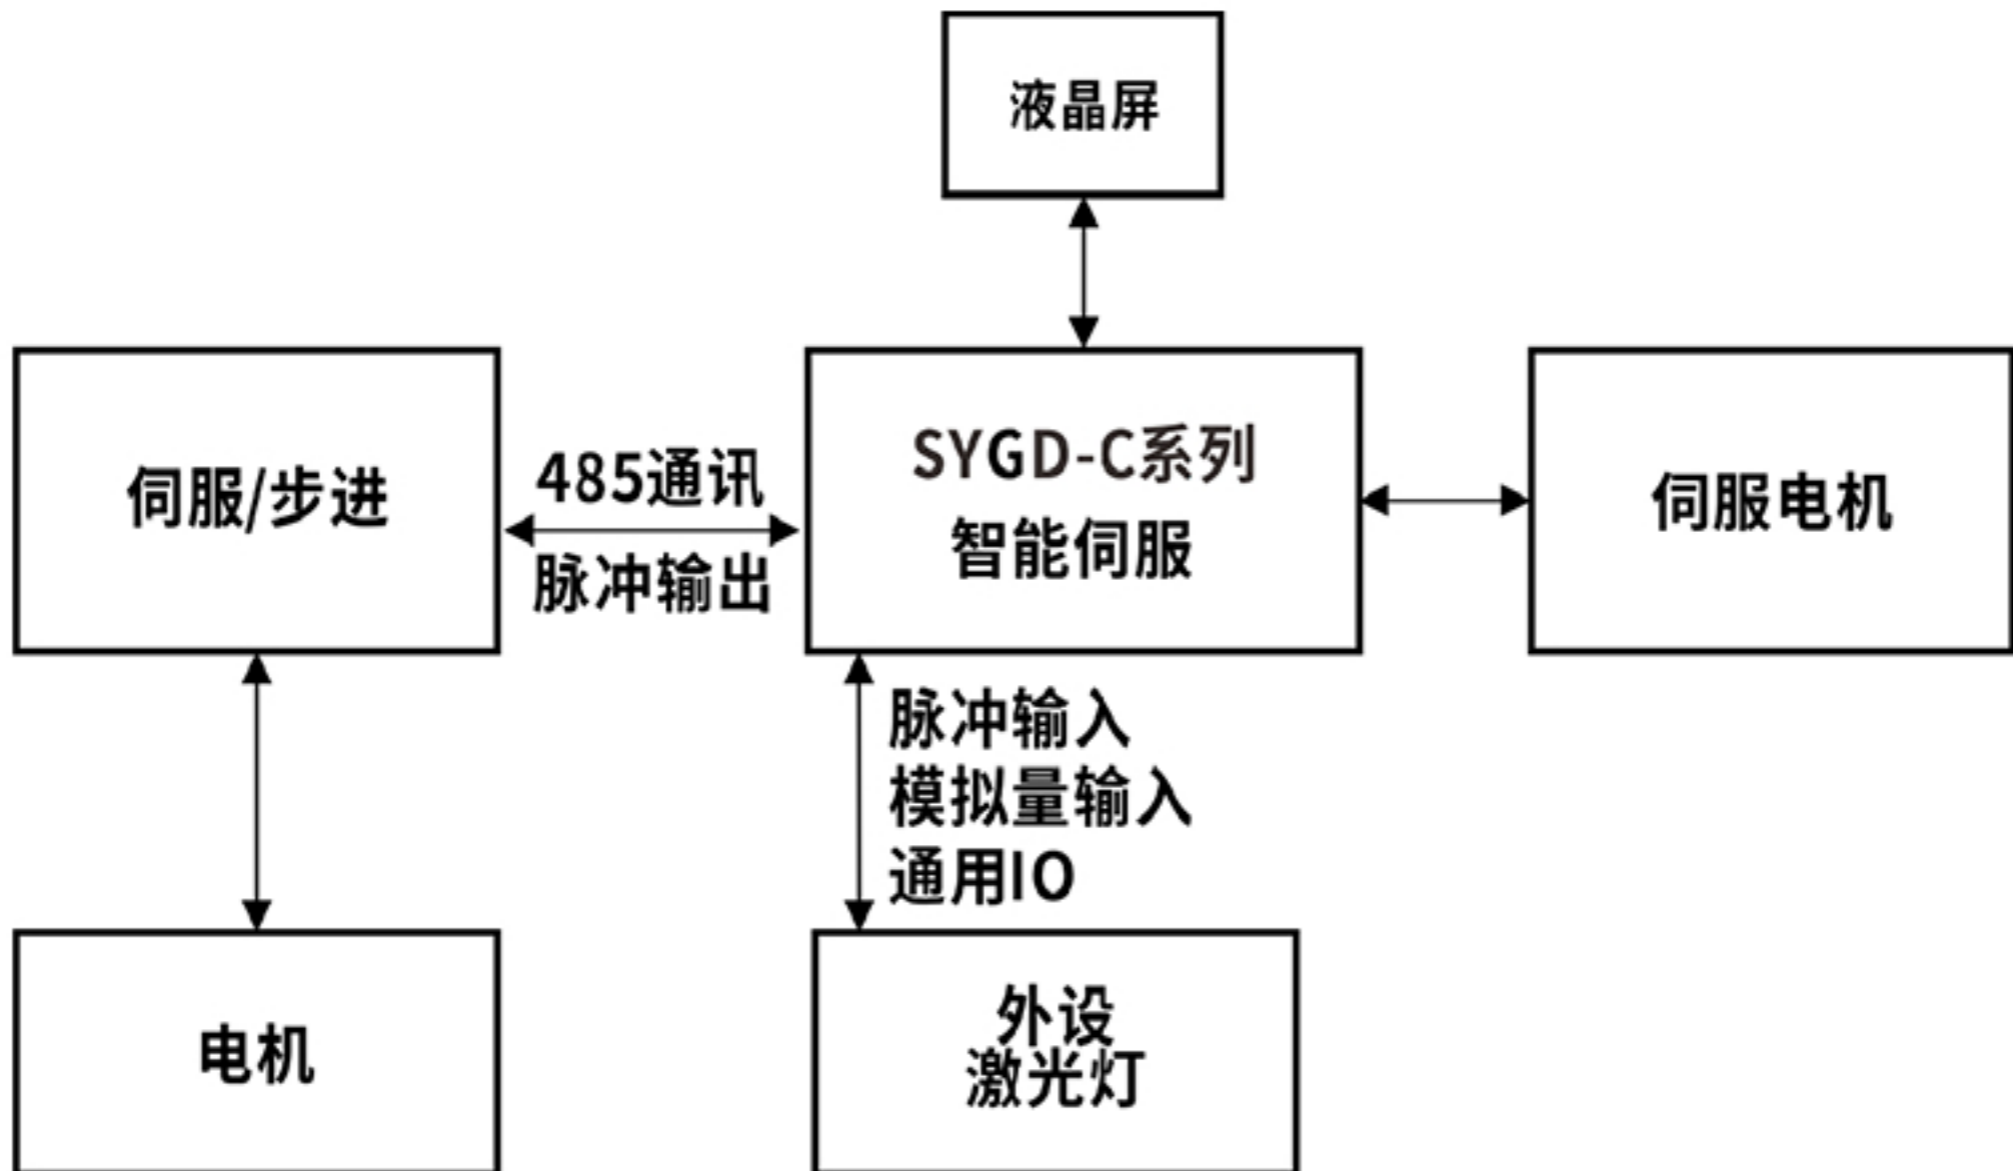 液晶屏
伺服/步进
485通讯
脉冲输出
SYGD-C系列
智能伺服
伺服电机
脉冲输入
模拟量输入
通用IO
电机
外设
激光灯